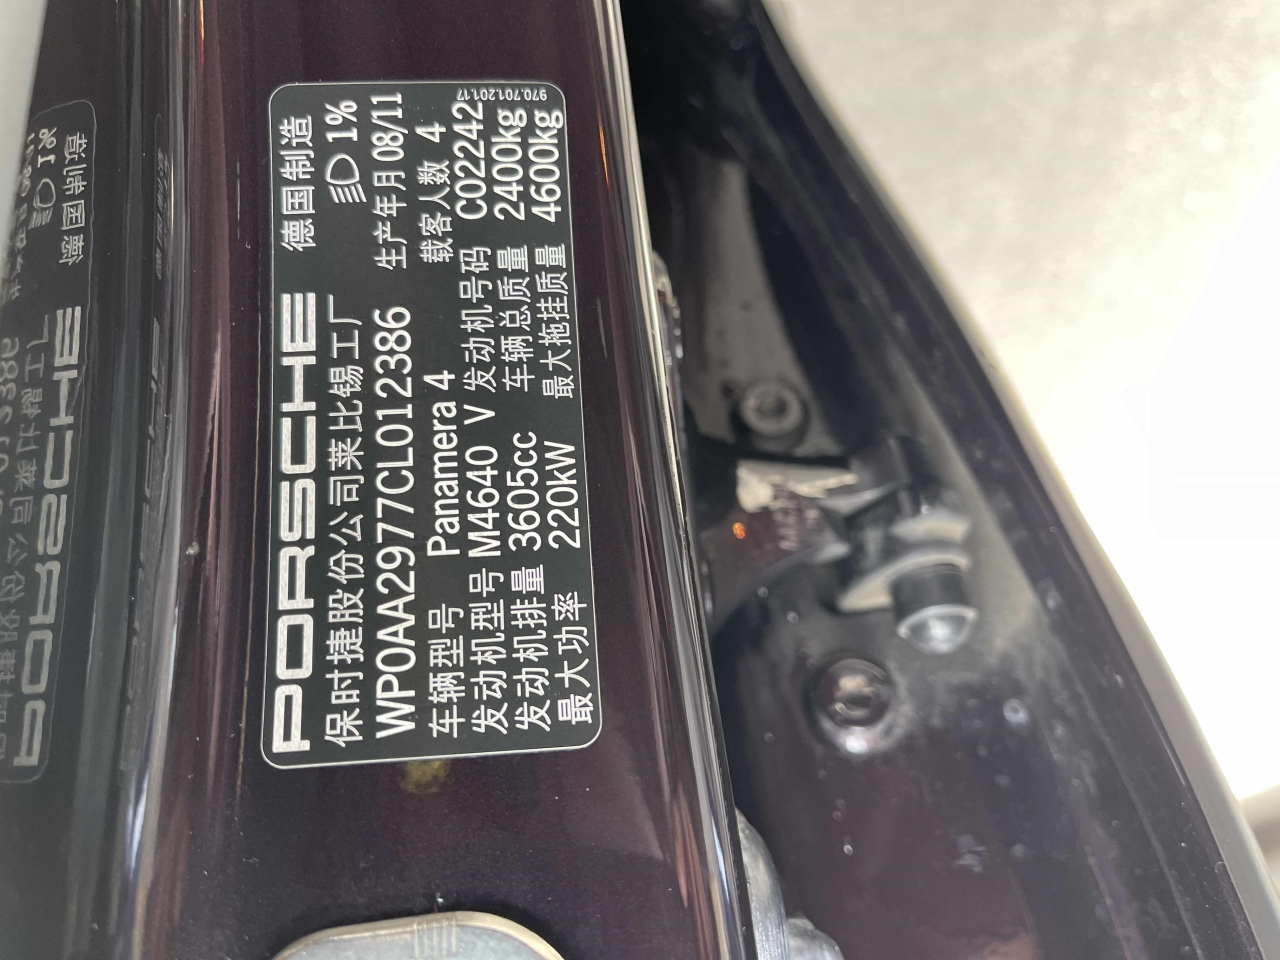 970.701.201.17
PORSCHE 德国制造
保时捷股份公司莱比锡工厂 1%
WP0AA2977CL012386 生产年月 08/11
车辆型号 Panamera 4 载客人数 4
发动机型号 M4640 V 发动机号码 C02242
发动机排量 3605cc 车辆总质量 2400kg
最大功率 220kW 最大拖挂质量 4600kg